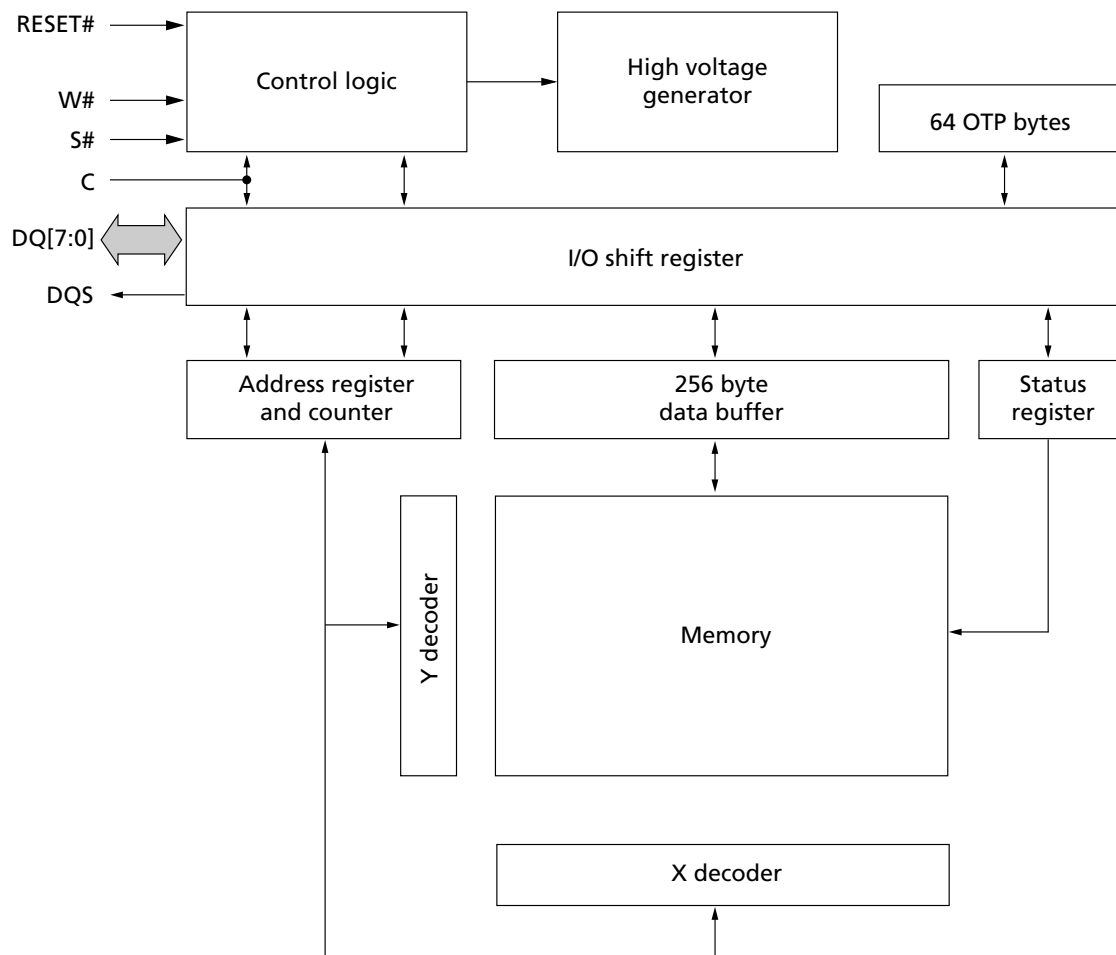 RESET#
Control logic
High voltage
generator
W#
64 OTP bytes
S#
C
DQ[7:0]
I/O shift register
DQS
Address register
and counter
256 byte
data buffer
Status
register
Y decoder
Memory
X decoder